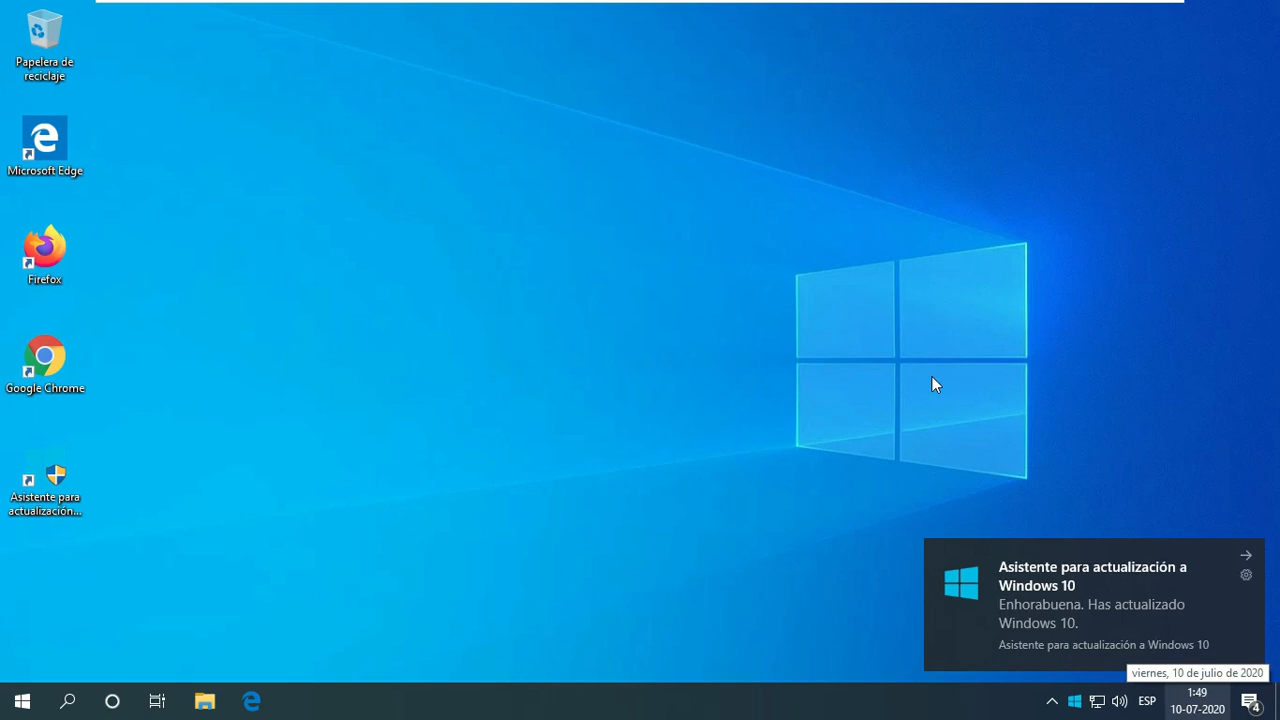 Papelera de
reciclaje
Microsoft Edge
Firefox
Google Chrome
Asistente para
actualización...
Asistente para actualización a
Windows 10
Enhorabuena. Has actualizado
Windows 10.
Asistente para actualización a Windows 10
viernes, 10 de julio de 2020
ESP
1:49
10-07-2020
4